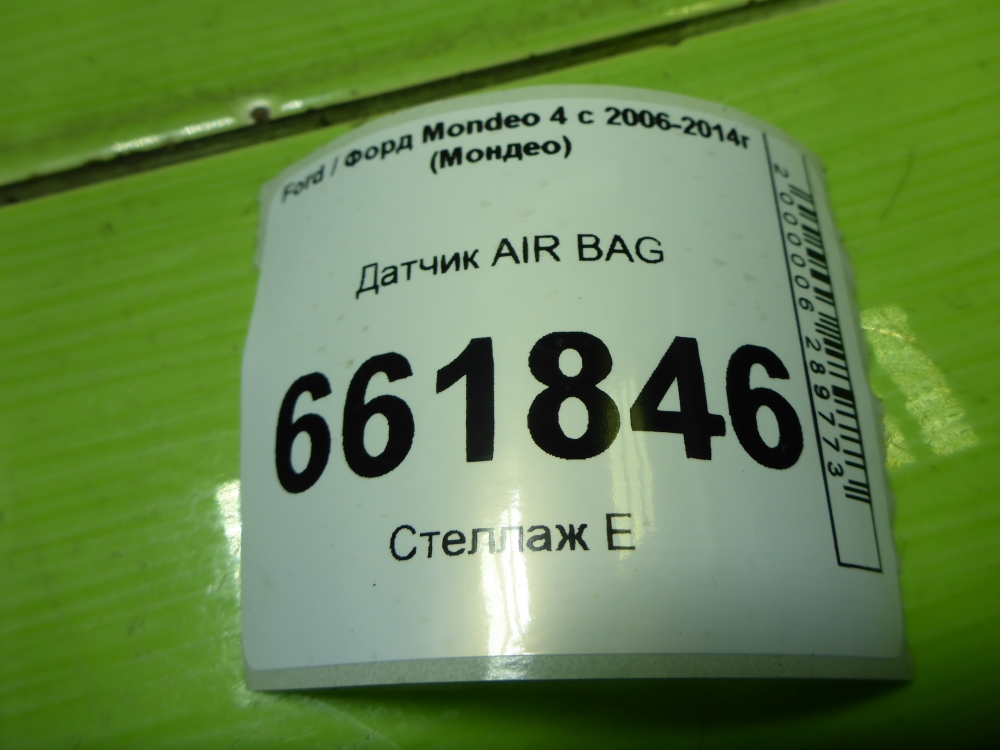 Ford / Форд Mondeo 4 с 2006-2014г
(Мондео)
Датчик AIR BAG
661846
Стеллаж Е
2000006289773